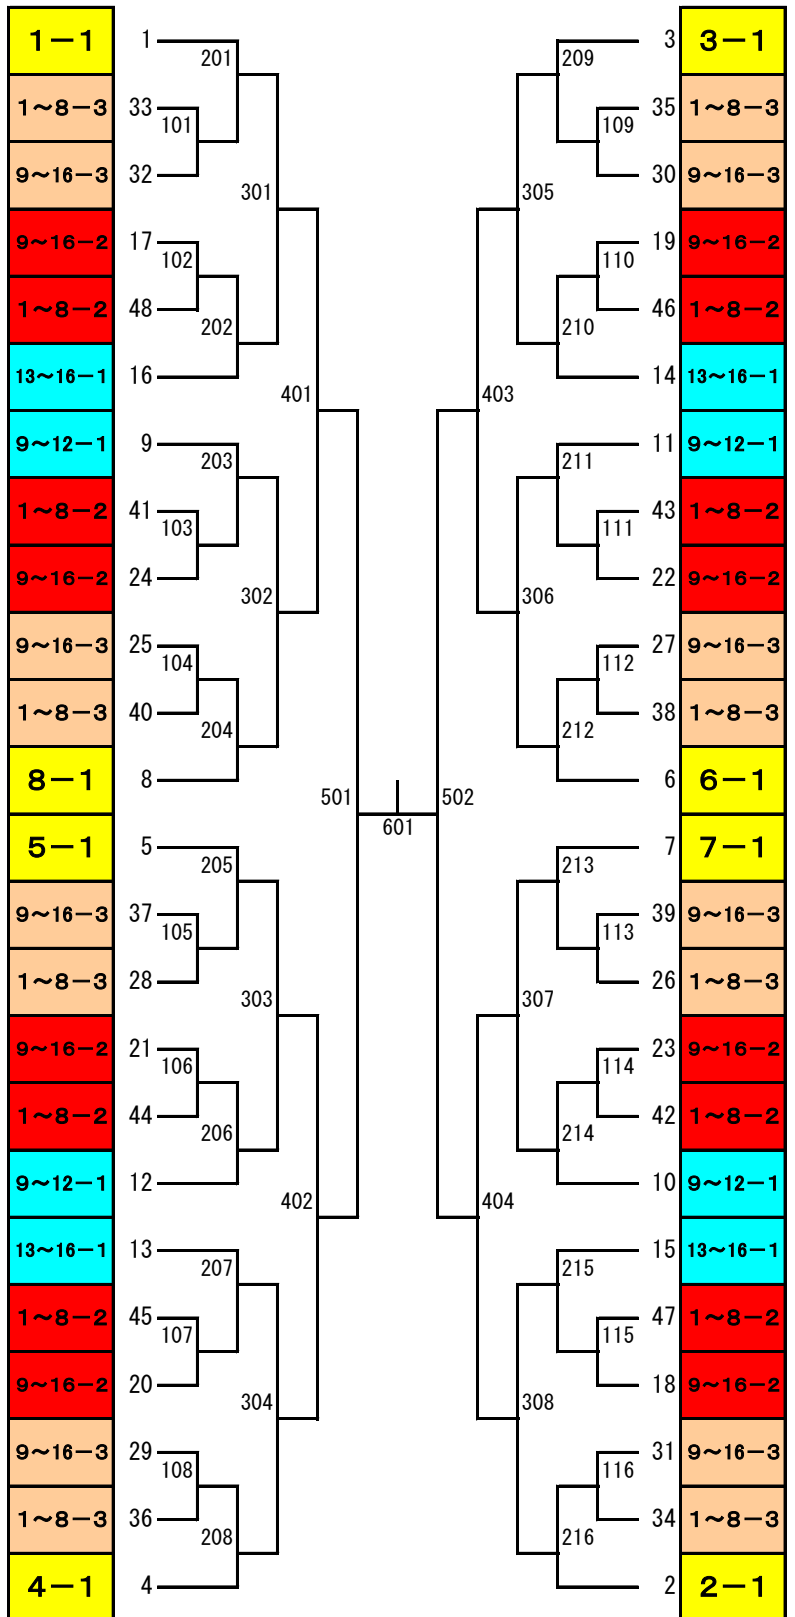 1－1 1 3 3－1
201 209
1～8－3 33 35 1～8－3
101 109
9～16－3 32 30 9～16－3
301 305
9～16－2 17 19 9～16－2
102 110
1～8－2 48 46 1～8－2
202 210
13～16－1 16 14 13～16－1
401 403
9～12－1 9 11 9～12－1
203 211
1～8－2 41 43 1～8－2
103 111
9～16－2 24 22 9～16－2
302 306
9～16－3 25 27 9～16－3
104 112
1～8－3 40 38 1～8－3
204 212
8－1 8 6 6－1
501 502
601
5－1 5 7 7－1
205 213
9～16－3 37 39 9～16－3
105 113
1～8－3 28 26 1～8－3
303 307
9～16－2 21 23 9～16－2
106 114
1～8－2 44 42 1～8－2
206 214
9～12－1 12 10 9～12－1
402 404
13～16－1 13 15 13～16－1
207 215
1～8－2 45 47 1～8－2
107 115
9～16－2 20 18 9～16－2
304 308
9～16－3 29 31 9～16－3
108 116
1～8－3 36 34 1～8－3
208 216
4－1 4 2 2－1